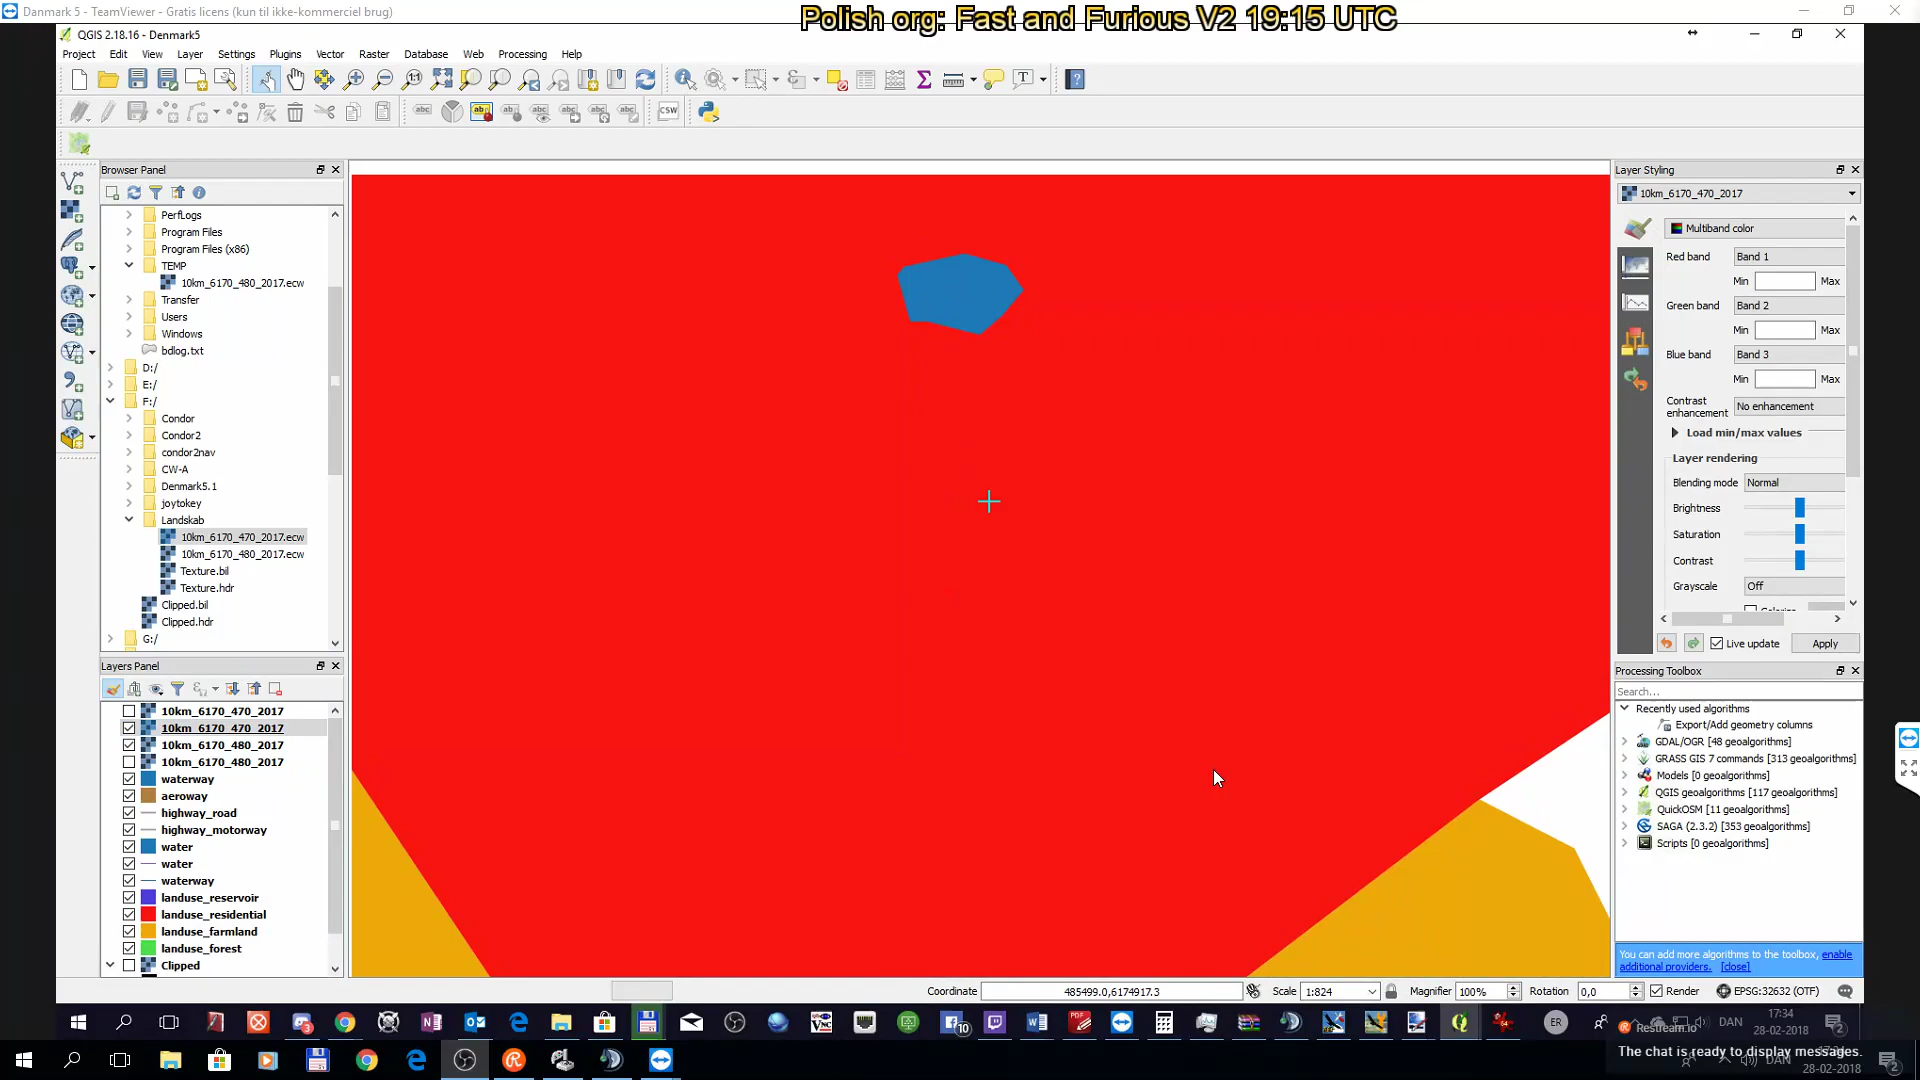 Danmark 5 - TeamViewer - Gratis licens (kun til ikke-kommerciel brug)
Polish org: Fast and Furious V2 19:15 UTC
QGIS 2.18.16 - Denmark5
Project Edit View Layer Settings Plugins Vector Raster Database Web Processing Help
Browser Panel
PerfLogs
Program Files
Program Files (x86)
TEMP
10km_6170_480_2017.ecw
Transfer
Users
Windows
bdlog.txt
D:/
E:/
F:/
Condor
Condor2
condor2nav
CW-A
Denmark5.1
joytokey
Landskab
10km_6170_470_2017.ecw
10km_6170_480_2017.ecw
Texture.bil
Texture.hdr
Clipped.bil
Clipped.hdr
G:/
Layers Panel
10km_6170_470_2017
10km_6170_470_2017
10km_6170_480_2017
10km_6170_480_2017
waterway
aeroway
highway_road
highway_motorway
water
water
waterway
landuse_reservoir
landuse_residential
landuse_farmland
landuse_forest
Clipped
Layer Styling
10km_6170_470_2017
Multiband color
Red band Band 1
Min Max
Green band Band 2
Min Max
Blue band Band 3
Min Max
Contrast
enhancement No enhancement
Load min/max values
Layer rendering
Blending mode Normal
Brightness
Saturation
Contrast
Grayscale Off
Live update Apply
Processing Toolbox
Search...
Recently used algorithms
Export/Add geometry columns
GDAL/OGR [48 geoalgorithms]
GRASS GIS 7 commands [313 geoalgorithms]
Models [0 geoalgorithms]
QGIS geoalgorithms [117 geoalgorithms]
QuickOSM [11 geoalgorithms]
SAGA (2.3.2) [353 geoalgorithms]
Scripts [0 geoalgorithms]
You can add more algorithms to the toolbox, enable
additional providers. [close]
Coordinate 485499.0,6174917.3 Scale 1:824 Magnifier 100% Rotation 0,0 Render EPSG:32632 (OTF)
ER
DAN
17:34
28-02-2018
Restream.io
The chat is ready to display messages.
DAN
28-02-2018